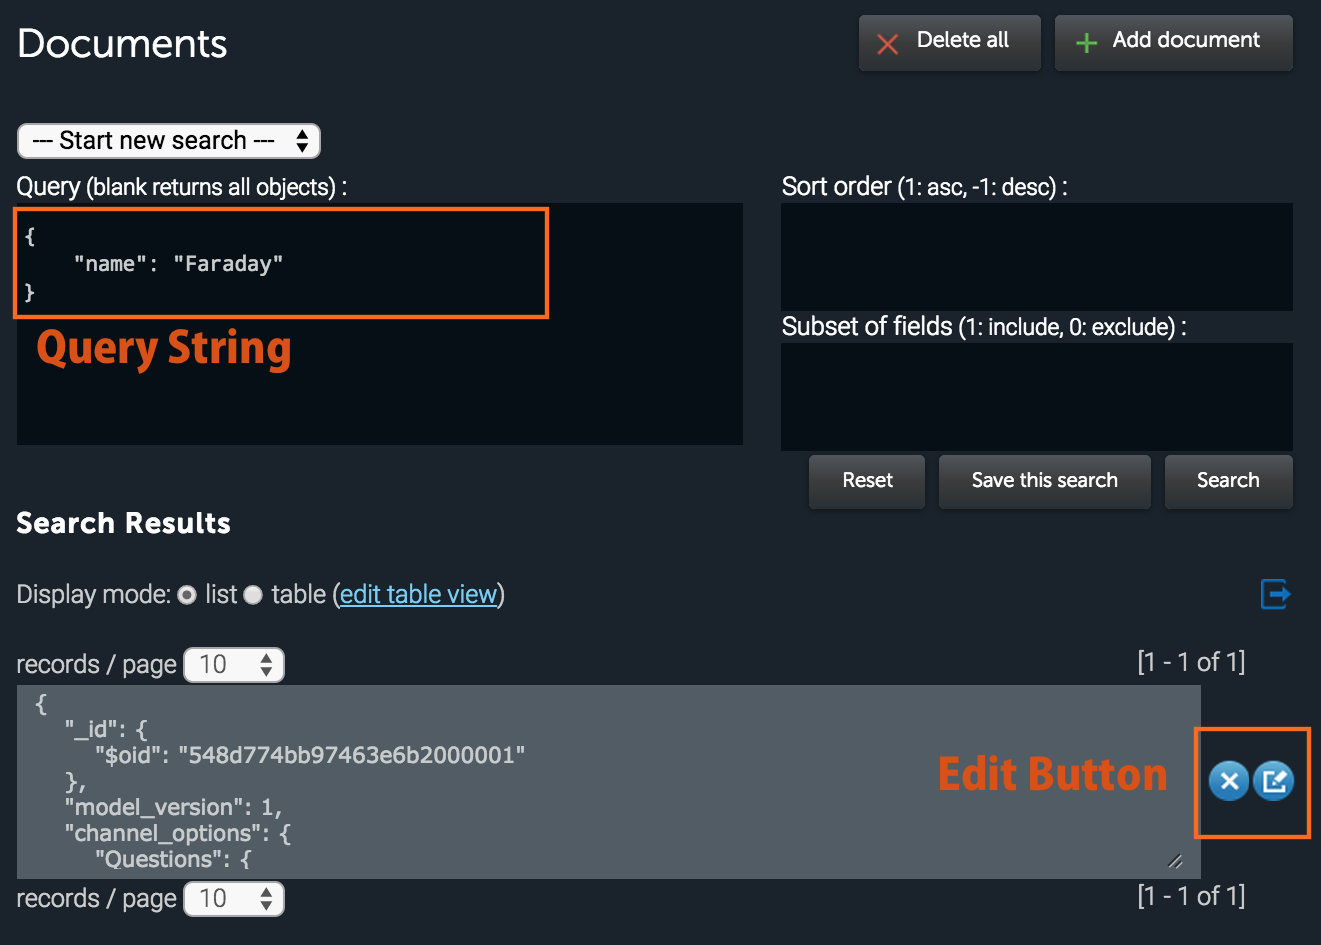 Documents
Delete all
Add document
--- Start new search ---
Query (blank returns all objects) :
Sort order (1: asc, -1: desc) :
{
"name": "Faraday"
}
Query String
Subset of fields (1: include, 0: exclude) :
Reset
Save this search
Search
Search Results
Display mode: list table (edit table view)
records / page 10
[1 - 1 of 1]
{
"_id": {
"$oid": "548d774bb97463e6b2000001"
},
"model_version": 1,
"channel_options": {
"Questions": {
Edit Button
records / page 10
[1 - 1 of 1]